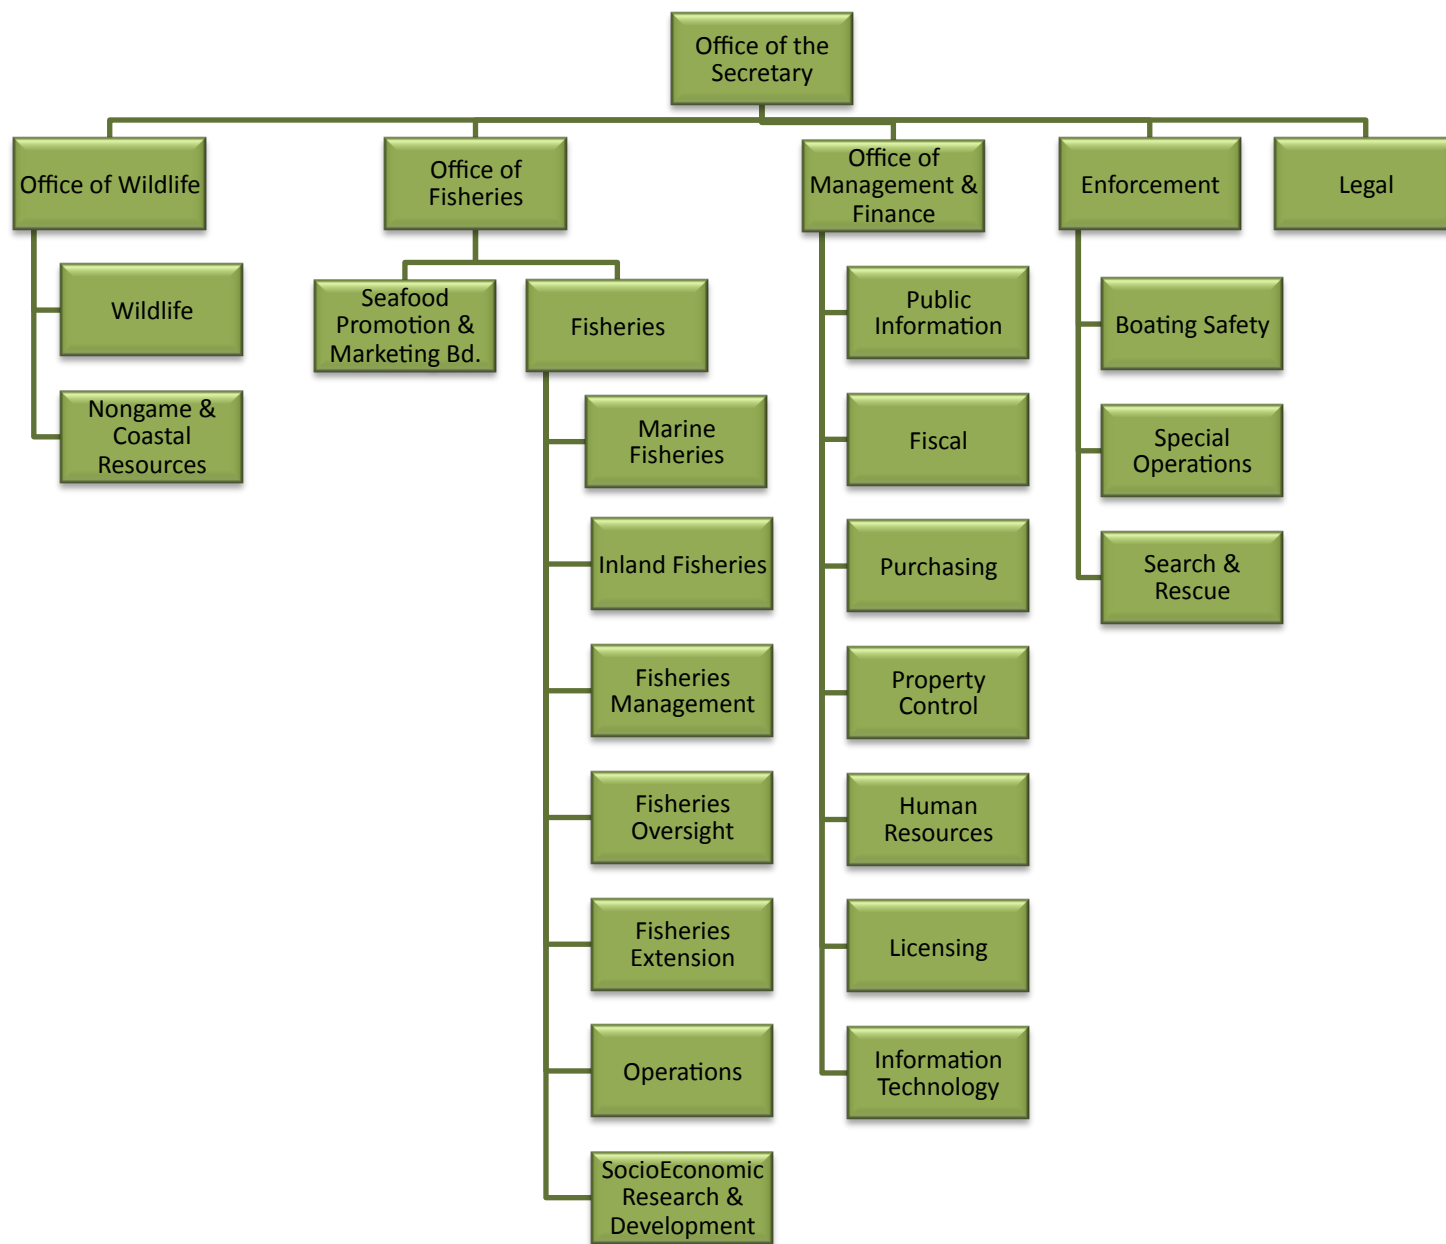 Office of the
Secretary
Office of Wildlife
Office of
Fisheries
Office of
Management &
Finance
Enforcement
Legal
Wildlife
Nongame &
Coastal
Resources
Seafood
Promotion &
Marketing Bd.
Fisheries
Marine
Fisheries
Inland Fisheries
Fisheries
Management
Fisheries
Oversight
Fisheries
Extension
Operations
SocioEconomic
Research &
Development
Public
Information
Fiscal
Purchasing
Property
Control
Human
Resources
Licensing
Information
Technology
Boating Safety
Special
Operations
Search &
Rescue